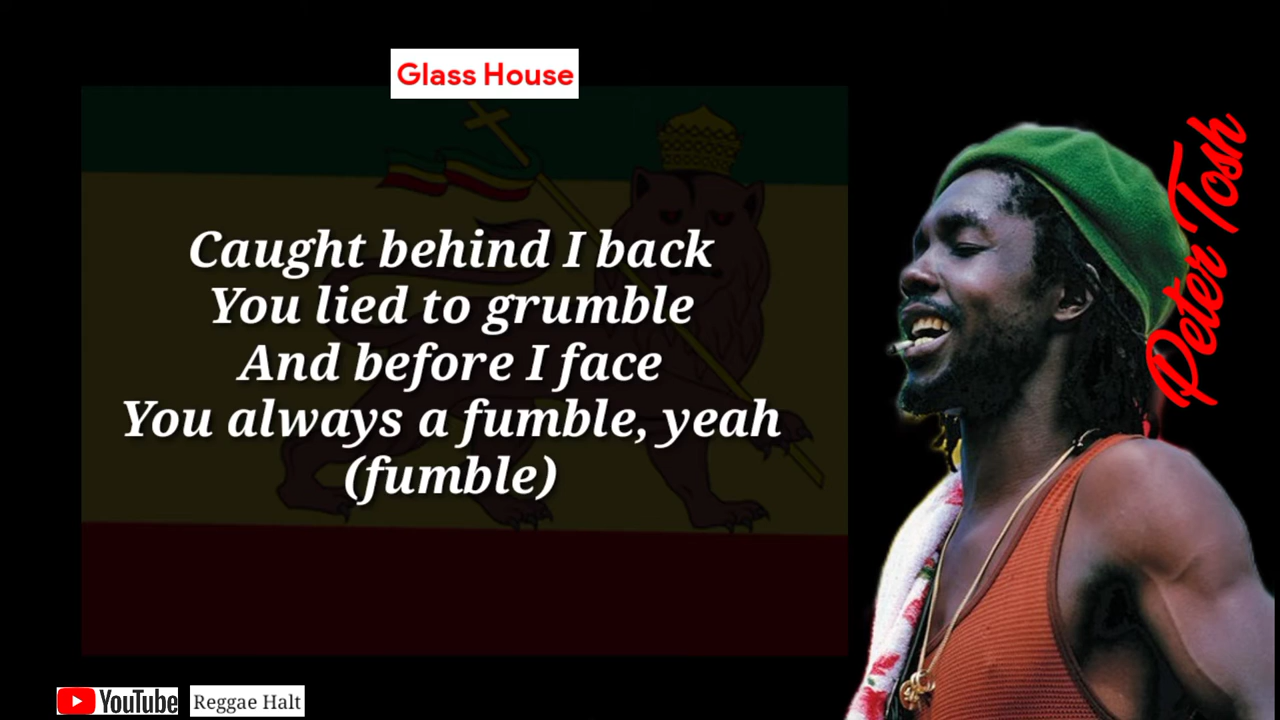 Glass House
Peter Tosh
Caught behind I back
You lied to grumble
And before I face
You always a fumble, yeah
(fumble)
YouTube
Reggae Halt